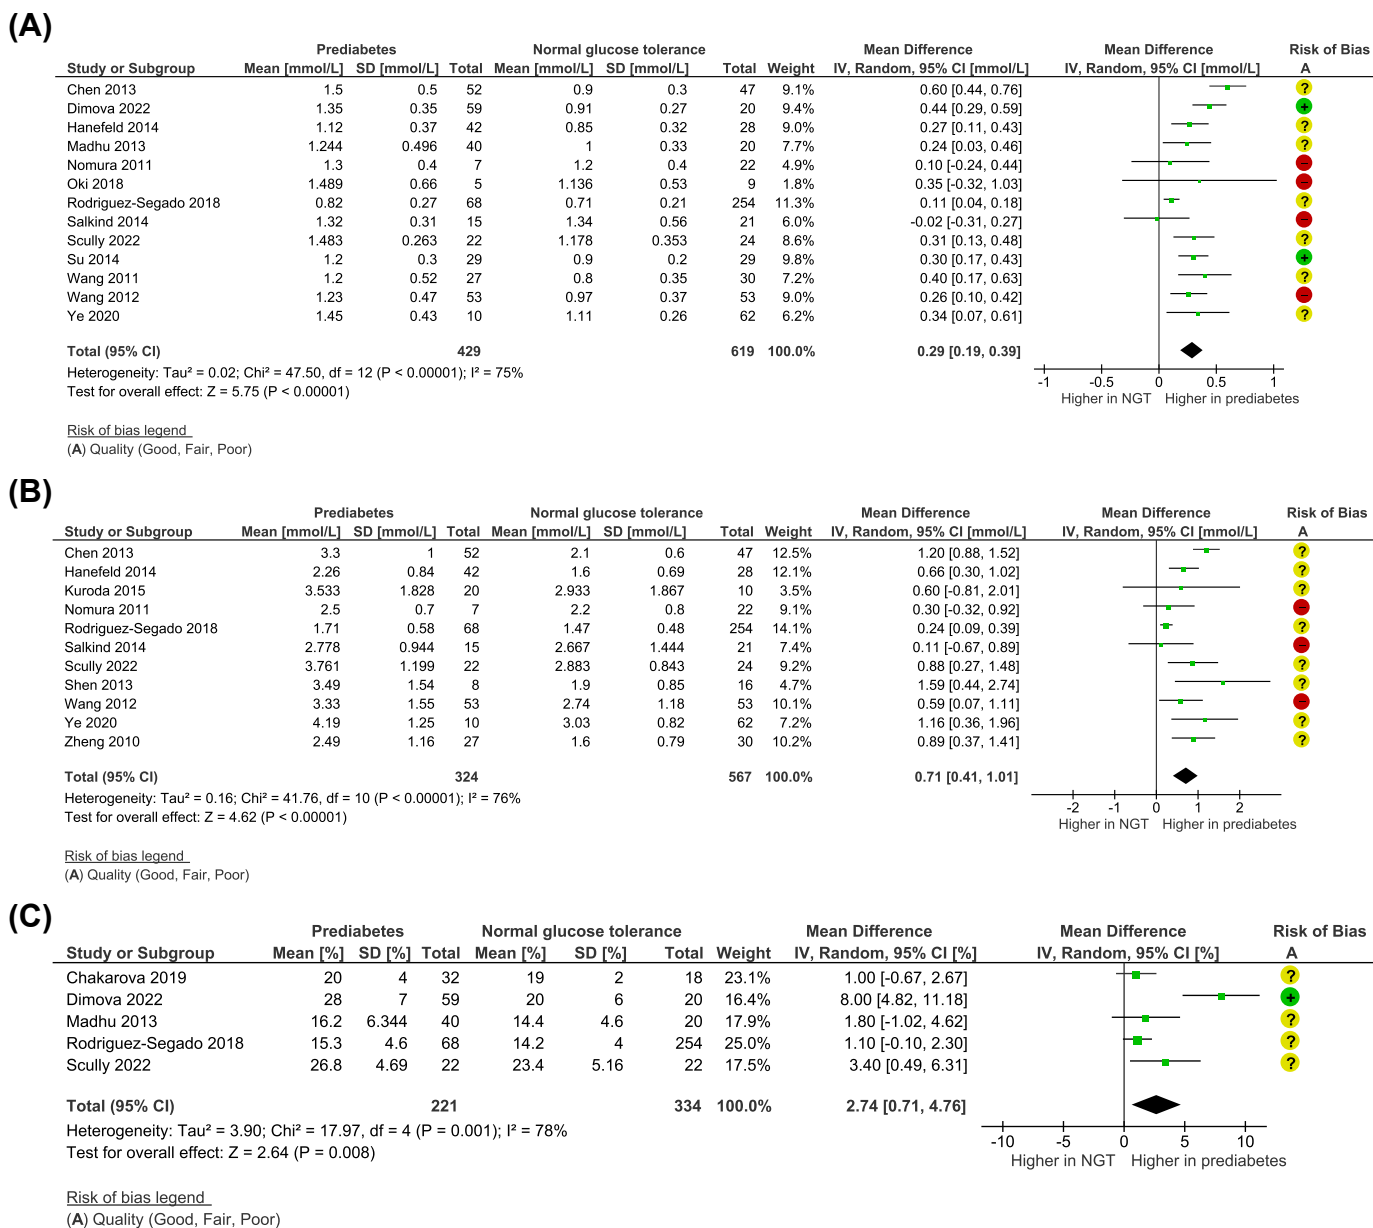 (A)
Prediabetes Normal glucose tolerance Mean Difference Mean Difference Risk of Bias
Study or Subgroup Mean [mmol/L] SD [mmol/L] Total Mean [mmol/L] SD [mmol/L] Total Weight IV, Random, 95% CI [mmol/L] IV, Random, 95% CI [mmol/L] A
Chen 2013 1.5 0.5 52 0.9 0.3 47 9.1% 0.60 [0.44, 0.76] ?
Dimova 2022 1.35 0.35 59 0.91 0.27 20 9.4% 0.44 [0.29, 0.59] +
Hanefeld 2014 1.12 0.37 42 0.85 0.32 28 9.0% 0.27 [0.11, 0.43] ?
Madhu 2013 1.244 0.496 40 1 0.33 20 7.7% 0.24 [0.03, 0.46] ?
Nomura 2011 1.3 0.4 7 1.2 0.4 22 4.9% 0.10 [-0.24, 0.44] −
Oki 2018 1.489 0.66 5 1.136 0.53 9 1.8% 0.35 [-0.32, 1.03] −
Rodriguez-Segado 2018 0.82 0.27 68 0.71 0.21 254 11.3% 0.11 [0.04, 0.18] ?
Salkind 2014 1.32 0.31 15 1.34 0.56 21 6.0% -0.02 [-0.31, 0.27] −
Scully 2022 1.483 0.263 22 1.178 0.353 24 8.6% 0.31 [0.13, 0.48] ?
Su 2014 1.2 0.3 29 0.9 0.2 29 9.8% 0.30 [0.17, 0.43] +
Wang 2011 1.2 0.52 27 0.8 0.35 30 7.2% 0.40 [0.17, 0.63] ?
Wang 2012 1.23 0.47 53 0.97 0.37 53 9.0% 0.26 [0.10, 0.42] −
Ye 2020 1.45 0.43 10 1.11 0.26 62 6.2% 0.34 [0.07, 0.61] ?
Total (95% CI) 429 619 100.0% 0.29 [0.19, 0.39]
Heterogeneity: Tau² = 0.02; Chi² = 47.50, df = 12 (P < 0.00001); I² = 75%
Test for overall effect: Z = 5.75 (P < 0.00001)
-1 -0.5 0 0.5 1
Higher in NGT Higher in prediabetes
Risk of bias legend
(A) Quality (Good, Fair, Poor)
(B)
Prediabetes Normal glucose tolerance Mean Difference Mean Difference Risk of Bias
Study or Subgroup Mean [mmol/L] SD [mmol/L] Total Mean [mmol/L] SD [mmol/L] Total Weight IV, Random, 95% CI [mmol/L] IV, Random, 95% CI [mmol/L] A
Chen 2013 3.3 1 52 2.1 0.6 47 12.5% 1.20 [0.88, 1.52] ?
Hanefeld 2014 2.26 0.84 42 1.6 0.69 28 12.1% 0.66 [0.30, 1.02] ?
Kuroda 2015 3.533 1.828 20 2.933 1.867 10 3.5% 0.60 [-0.81, 2.01] ?
Nomura 2011 2.5 0.7 7 2.2 0.8 22 9.1% 0.30 [-0.32, 0.92] −
Rodriguez-Segado 2018 1.71 0.58 68 1.47 0.48 254 14.1% 0.24 [0.09, 0.39] ?
Salkind 2014 2.778 0.944 15 2.667 1.444 21 7.4% 0.11 [-0.67, 0.89] −
Scully 2022 3.761 1.199 22 2.883 0.843 24 9.2% 0.88 [0.27, 1.48] ?
Shen 2013 3.49 1.54 8 1.9 0.85 16 4.7% 1.59 [0.44, 2.74] ?
Wang 2012 3.33 1.55 53 2.74 1.18 53 10.1% 0.59 [0.07, 1.11] −
Ye 2020 4.19 1.25 10 3.03 0.82 62 7.2% 1.16 [0.36, 1.96] ?
Zheng 2010 2.49 1.16 27 1.6 0.79 30 10.2% 0.89 [0.37, 1.41] ?
Total (95% CI) 324 567 100.0% 0.71 [0.41, 1.01]
Heterogeneity: Tau² = 0.16; Chi² = 41.76, df = 10 (P < 0.00001); I² = 76%
Test for overall effect: Z = 4.62 (P < 0.00001)
-2 -1 0 1 2
Higher in NGT Higher in prediabetes
Risk of bias legend
(A) Quality (Good, Fair, Poor)
(C)
Prediabetes Normal glucose tolerance Mean Difference Mean Difference Risk of Bias
Study or Subgroup Mean [%] SD [%] Total Mean [%] SD [%] Total Weight IV, Random, 95% CI [%] IV, Random, 95% CI [%] A
Chakarova 2019 20 4 32 19 2 18 23.1% 1.00 [-0.67, 2.67] ?
Dimova 2022 28 7 59 20 6 20 16.4% 8.00 [4.82, 11.18] +
Madhu 2013 16.2 6.344 40 14.4 4.6 20 17.9% 1.80 [-1.02, 4.62] ?
Rodriguez-Segado 2018 15.3 4.6 68 14.2 4 254 25.0% 1.10 [-0.10, 2.30] ?
Scully 2022 26.8 4.69 22 23.4 5.16 22 17.5% 3.40 [0.49, 6.31] ?
Total (95% CI) 221 334 100.0% 2.74 [0.71, 4.76]
Heterogeneity: Tau² = 3.90; Chi² = 17.97, df = 4 (P = 0.001); I² = 78%
Test for overall effect: Z = 2.64 (P = 0.008)
-10 -5 0 5 10
Higher in NGT Higher in prediabetes
Risk of bias legend
(A) Quality (Good, Fair, Poor)